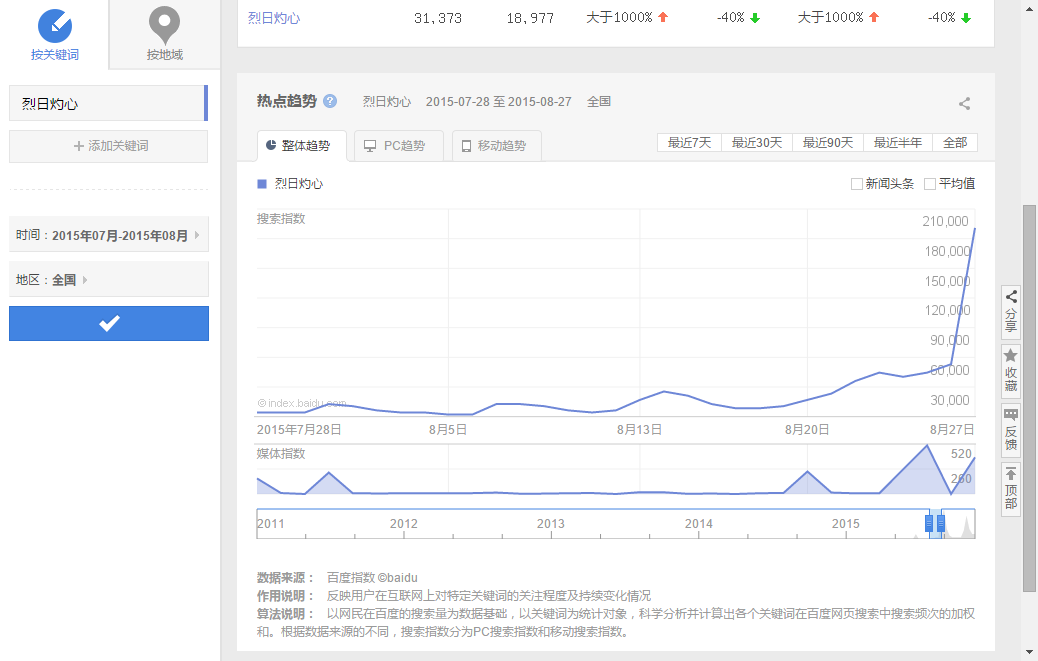 按关键词
按地域
烈日灼心
添加关键词
时间：2015年07月-2015年08月
地区：全国
烈日灼心 31,373 18,977 大于1000% -40% 大于1000% -40%
热点趋势 ? 烈日灼心 2015-07-28 至 2015-08-27 全国
整体趋势 PC趋势 移动趋势 最近7天 最近30天 最近90天 最近半年 全部
烈日灼心 新闻头条 平均值
搜索指数
210,000
180,000
150,000
120,000
90,000
60,000
30,000
©index.baidu.com
2015年7月28日 8月5日 8月13日 8月20日 8月27日
媒体指数
520
260
2011 2012 2013 2014 2015
数据来源： 百度指数 ©baidu
作用说明： 反映用户在互联网上对特定关键词的关注程度及持续变化情况
算法说明： 以网民在百度的搜索量为数据基础，以关键词为统计对象，科学分析并计算出各个关键词在百度网页搜索中搜索频次的加权
和。根据数据来源的不同，搜索指数分为PC搜索指数和移动搜索指数。
分享
收藏
反馈
顶部